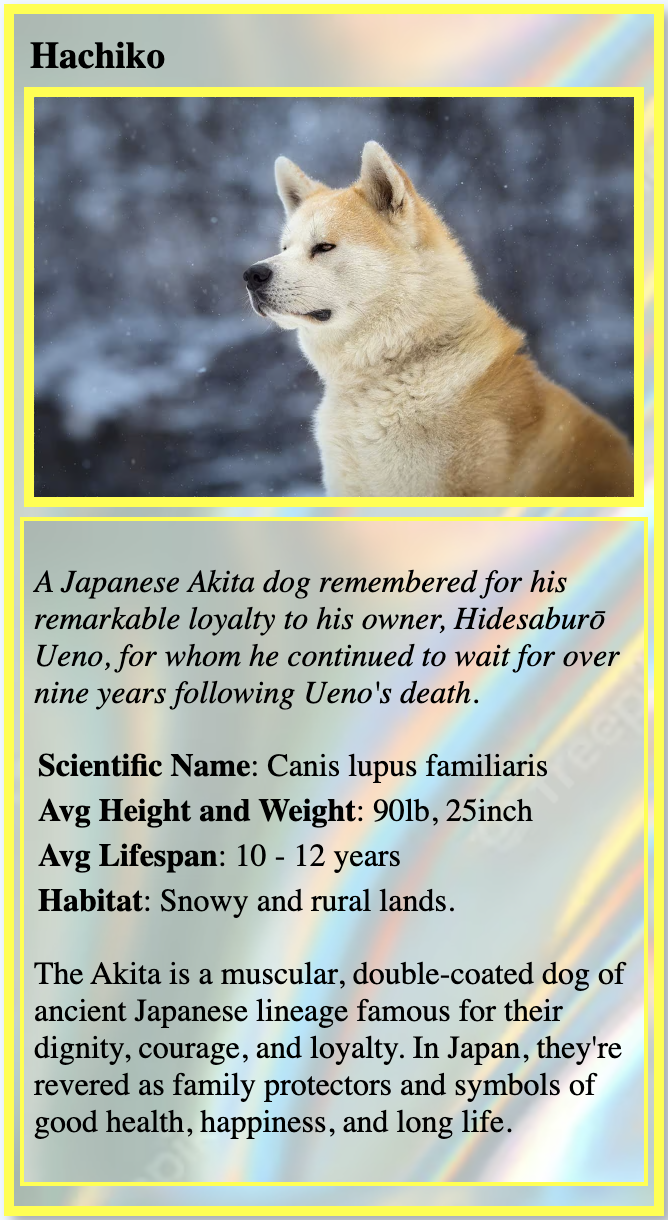 Hachiko
A Japanese Akita dog remembered for his
remarkable loyalty to his owner, Hidesaburō
Ueno, for whom he continued to wait for over
nine years following Ueno's death.
Scientific Name: Canis lupus familiaris
Avg Height and Weight: 90lb, 25inch
Avg Lifespan: 10 - 12 years
Habitat: Snowy and rural lands.
The Akita is a muscular, double-coated dog of
ancient Japanese lineage famous for their
dignity, courage, and loyalty. In Japan, they're
revered as family protectors and symbols of
good health, happiness, and long life.